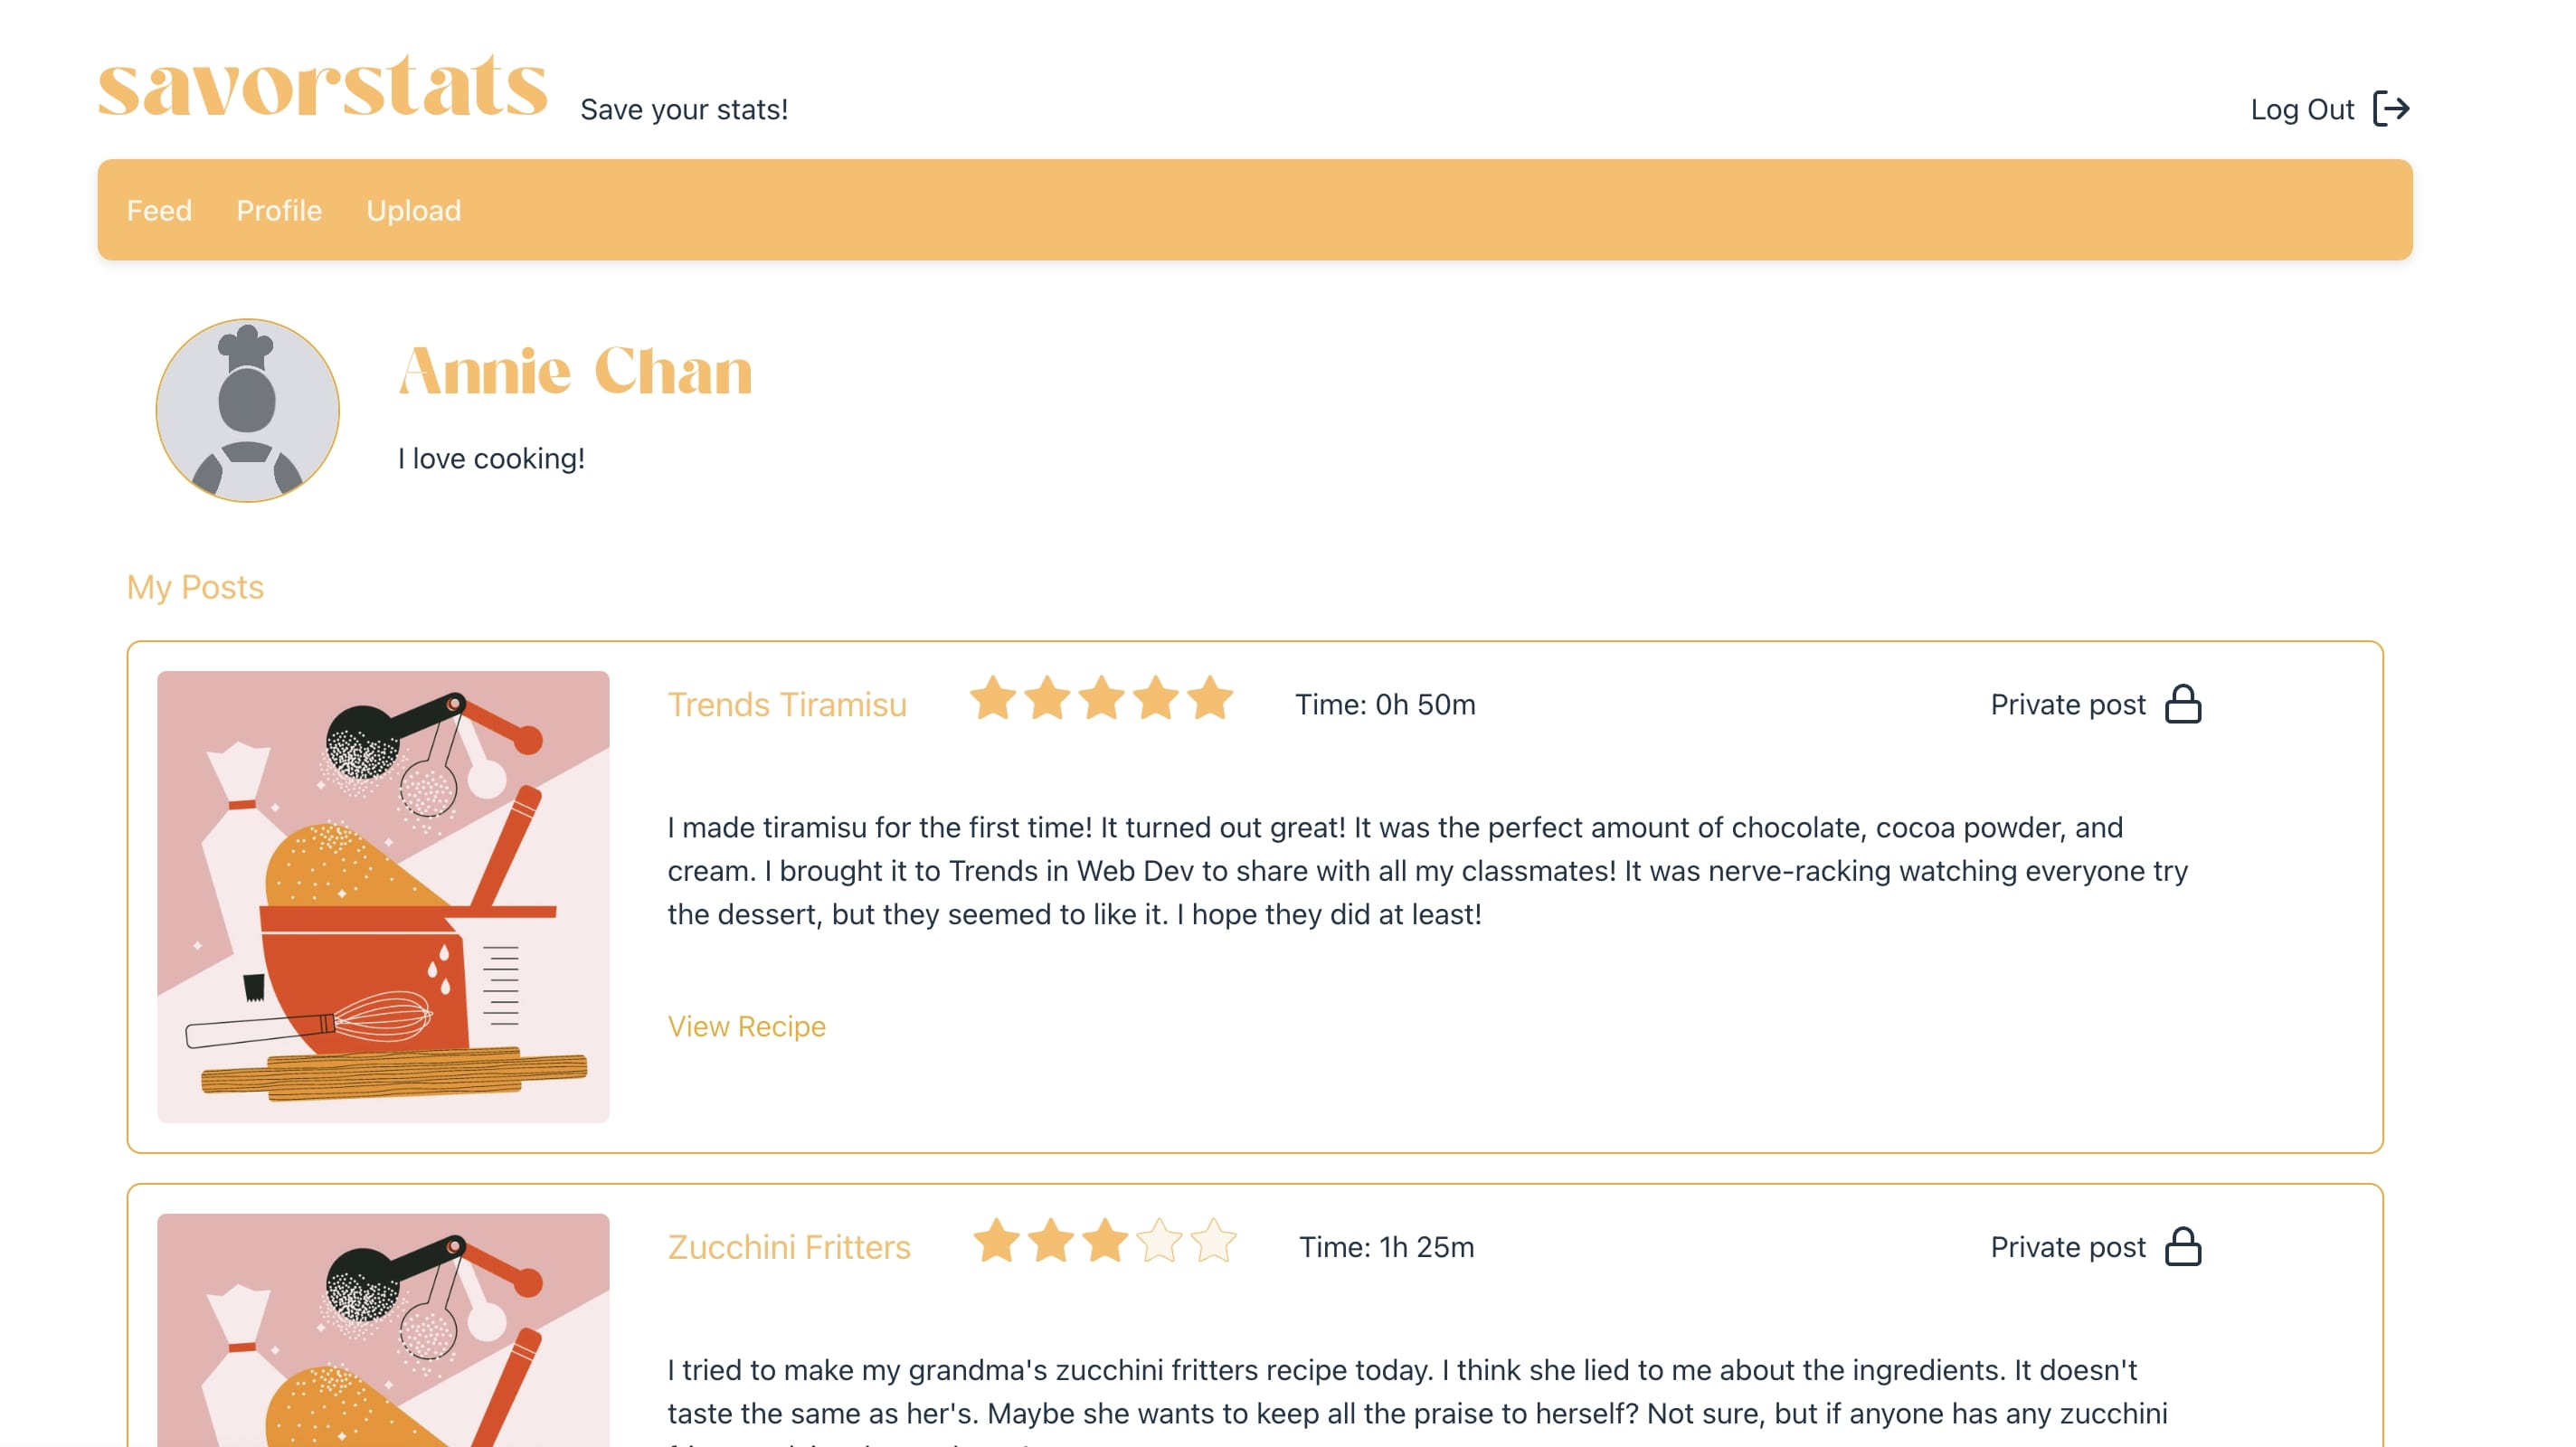 savorstats Save your stats! Log Out
Feed Profile Upload
Annie Chan
I love cooking!
My Posts
Trends Tiramisu Time: 0h 50m Private post
I made tiramisu for the first time! It turned out great! It was the perfect amount of chocolate, cocoa powder, and
cream. I brought it to Trends in Web Dev to share with all my classmates! It was nerve-racking watching everyone try
the dessert, but they seemed to like it. I hope they did at least!
View Recipe
Zucchini Fritters Time: 1h 25m Private post
I tried to make my grandma's zucchini fritters recipe today. I think she lied to me about the ingredients. It doesn't
taste the same as her's. Maybe she wants to keep all the praise to herself? Not sure, but if anyone has any zucchini